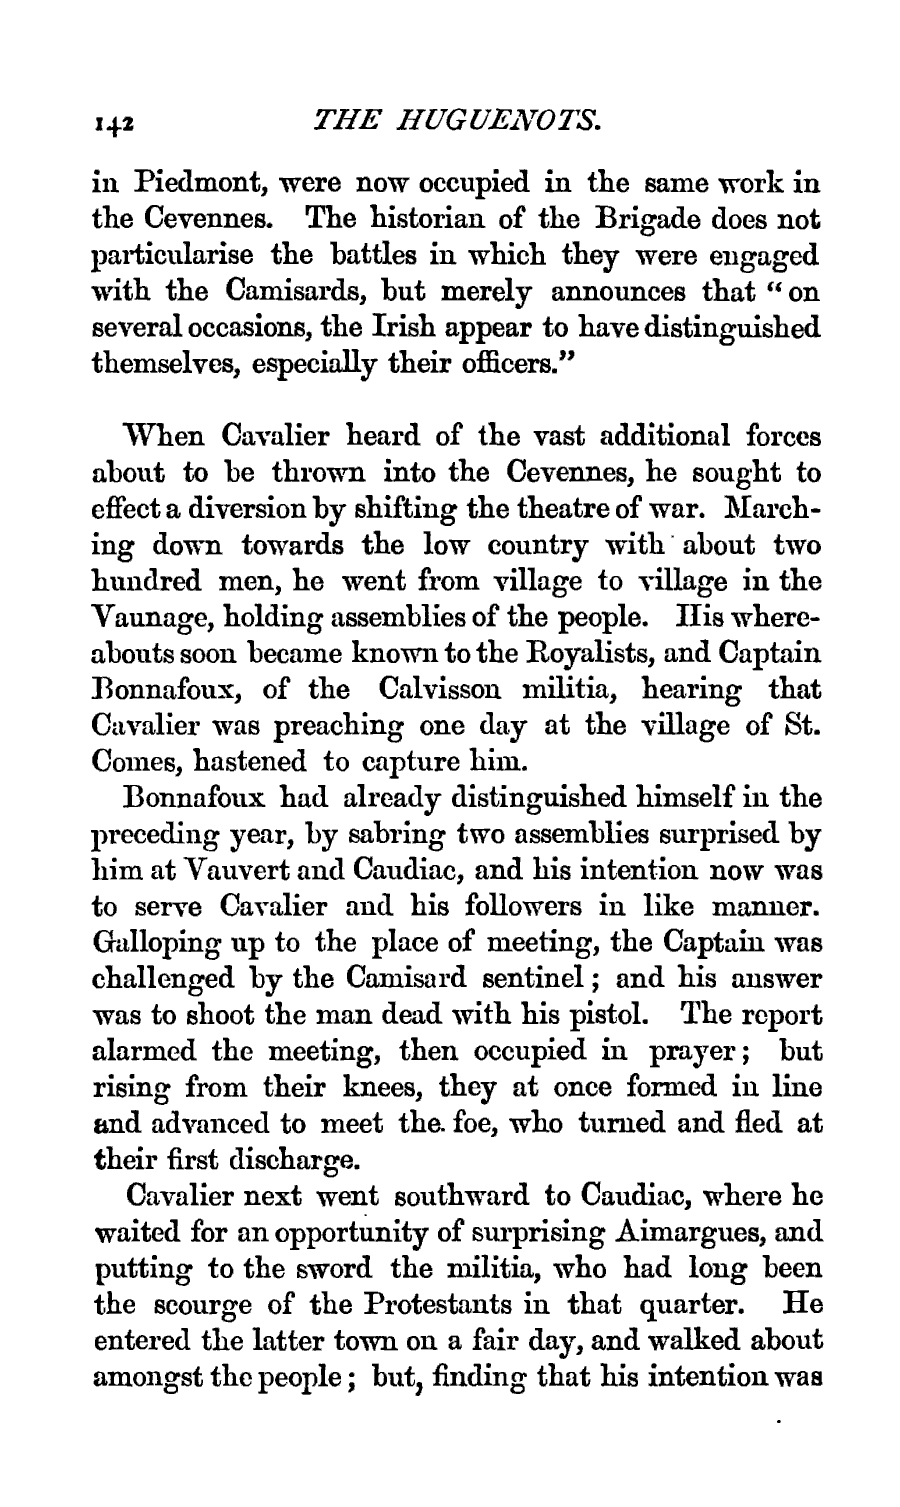 142 THE HUGUENOTS.
in Piedmont, were now occupied in the same work in
the Cevennes. The historian of the Brigade does not
particularise the battles in which they were engaged
with the Camisards, but merely announces that “on
several occasions, the Irish appear to have distinguished
themselves, especially their officers.”
When Cavalier heard of the vast additional forces
about to be thrown into the Cevennes, he sought to
effect a diversion by shifting the theatre of war. March-
ing down towards the low country with about two
hundred men, he went from village to village in the
Vaunage, holding assemblies of the people. His where-
abouts soon became known to the Royalists, and Captain
Bonnafoux, of the Calvisson militia, hearing that
Cavalier was preaching one day at the village of St.
Comes, hastened to capture him.
Bonnafoux had already distinguished himself in the
preceding year, by sabring two assemblies surprised by
him at Vauvert and Caudiac, and his intention now was
to serve Cavalier and his followers in like manner.
Galloping up to the place of meeting, the Captain was
challenged by the Camisard sentinel; and his answer
was to shoot the man dead with his pistol. The report
alarmed the meeting, then occupied in prayer; but
rising from their knees, they at once formed in line
and advanced to meet the foe, who turned and fled at
their first discharge.
Cavalier next went southward to Caudiac, where he
waited for an opportunity of surprising Aimargues, and
putting to the sword the militia, who had long been
the scourge of the Protestants in that quarter. He
entered the latter town on a fair day, and walked about
amongst the people; but, finding that his intention was